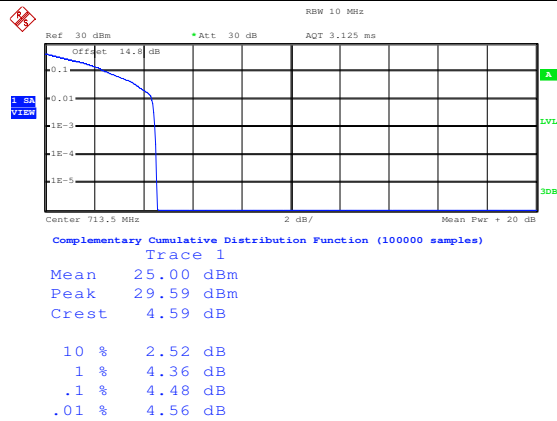 RBW 10 MHz
Ref 30 dBm *Att 30 dB AQT 3.125 ms
Offset 14.8 dB
0.1
A
0.01
1 SA
VIEW
1E-3
LVL
1E-4
1E-5
3DB
Center 713.5 MHz 2 dB/ Mean Pwr + 20 dB
Complementary Cumulative Distribution Function (100000 samples)
Trace 1
Mean 25.00 dBm
Peak 29.59 dBm
Crest 4.59 dB
10 % 2.52 dB
1 % 4.36 dB
.1 % 4.48 dB
.01 % 4.56 dB